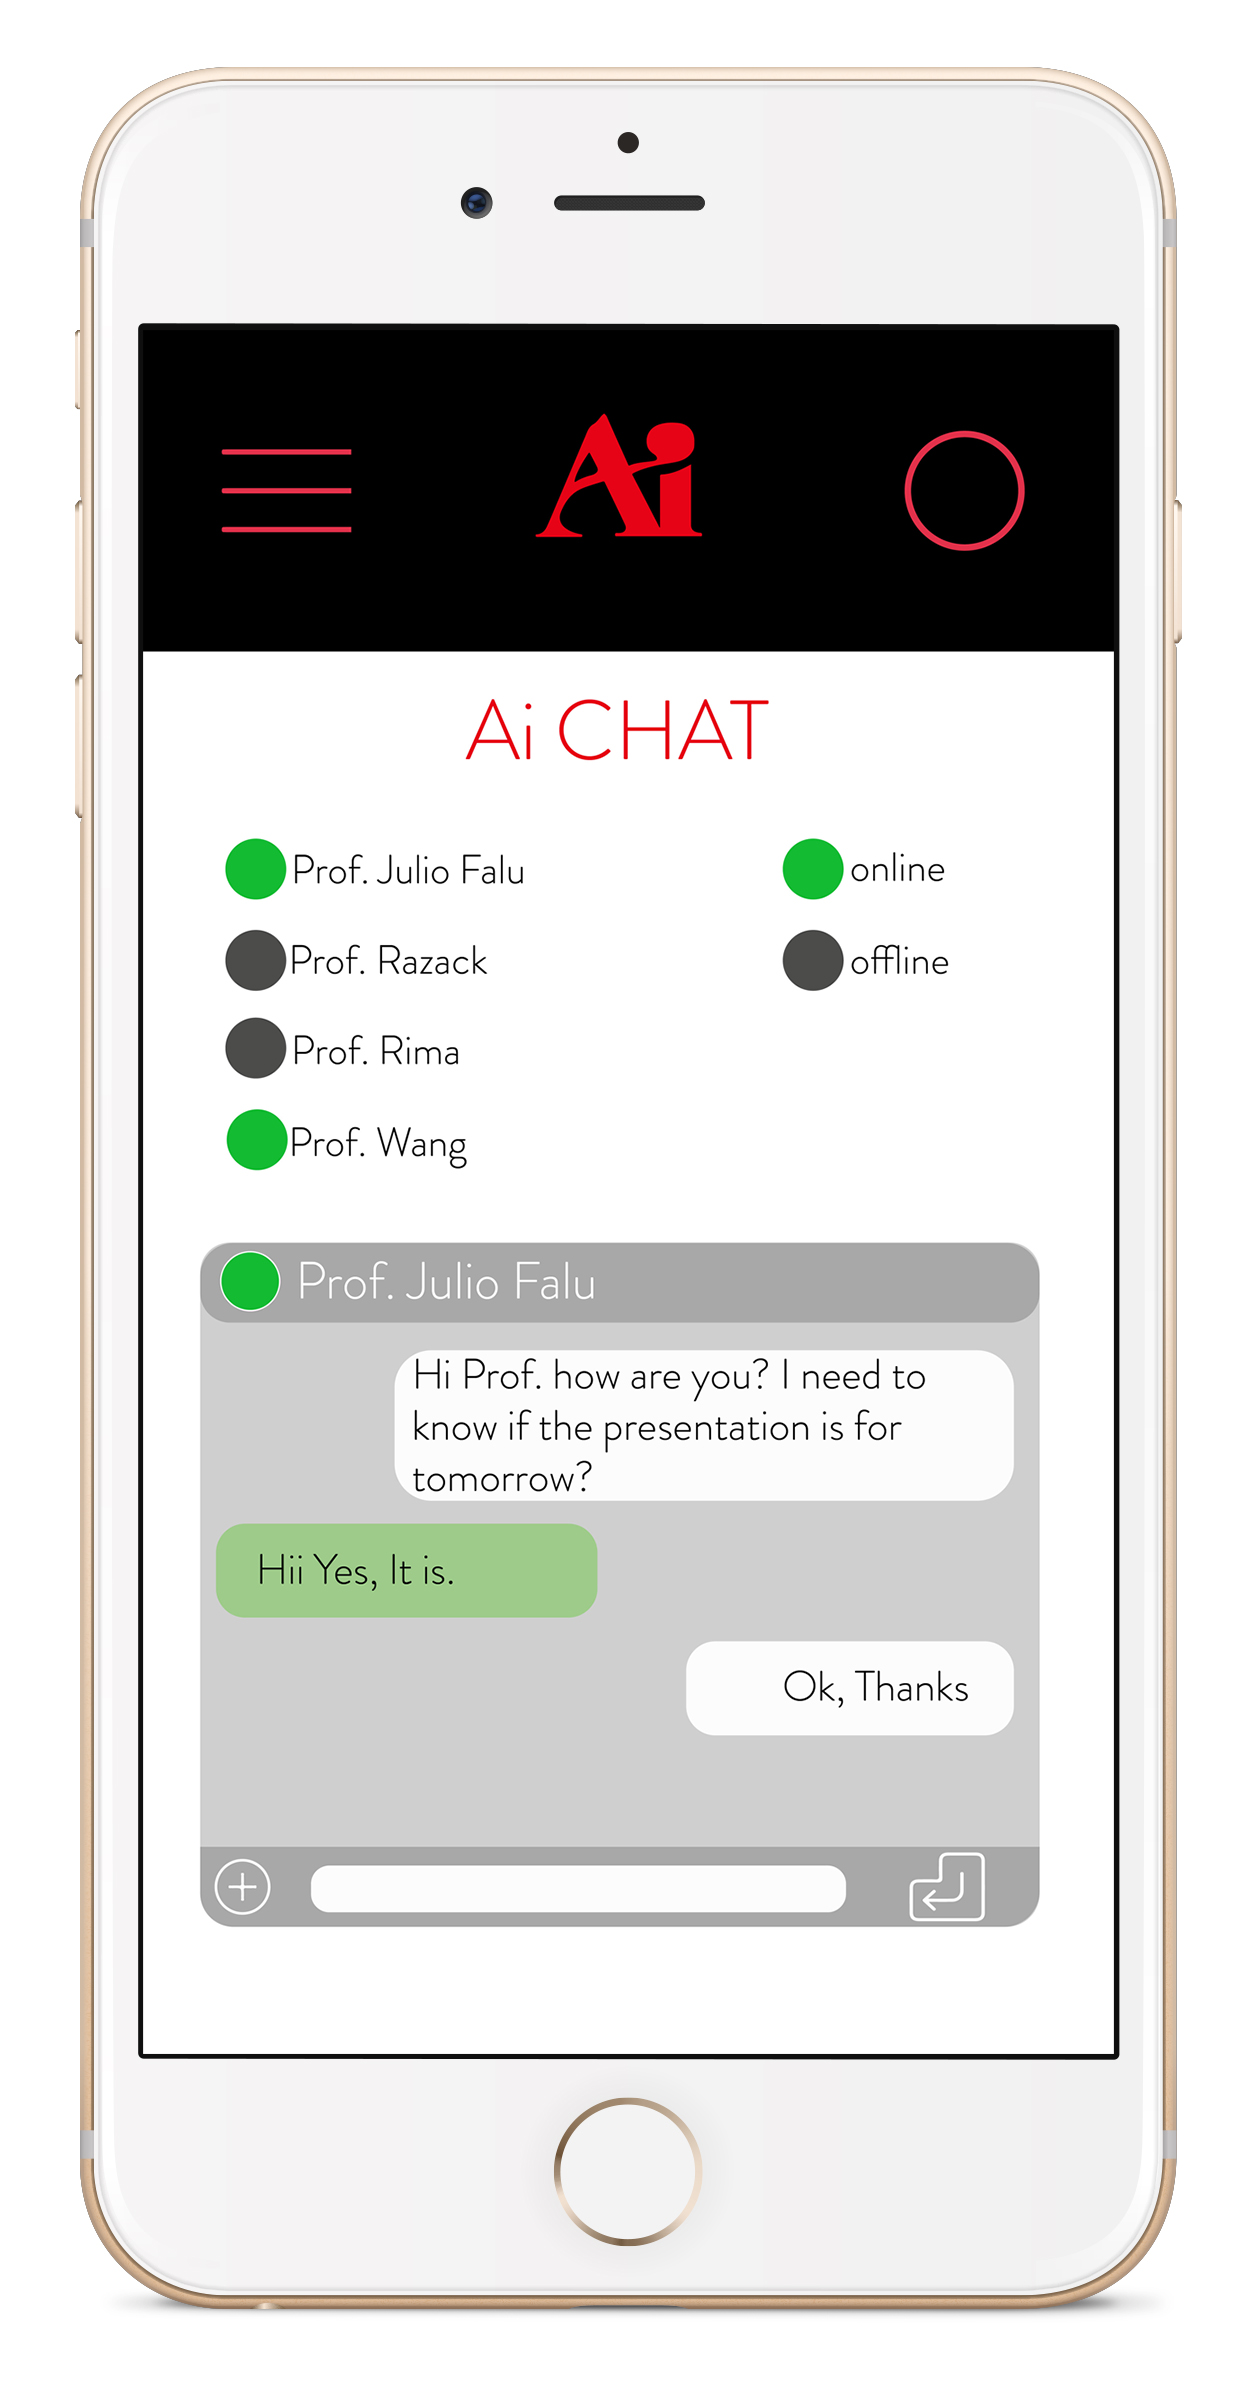 Ai
Ai CHAT
Prof. Julio Falu
online
Prof. Razack
offline
Prof. Rima
Prof. Wang
Prof. Julio Falu
Hi Prof. how are you? I need to
know if the presentation is for
tomorrow?
Hii Yes, It is.
Ok, Thanks